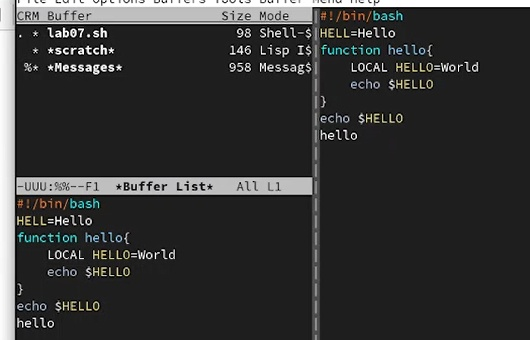 File Edit Options Buffers Tools Buffer-Menu Help
CRM Buffer Size Mode
. * lab07.sh 98 Shell-$
* *scratch* 146 Lisp I$
%* *Messages* 958 Messag$
-UUU:%%--F1 *Buffer List* All L1
#!/bin/bash
HELL=Hello
function hello{
LOCAL HELLO=World
echo $HELLO
}
echo $HELLO
hello
#!/bin/bash
HELL=Hello
function hello{
LOCAL HELLO=World
echo $HELLO
}
echo $HELLO
hello